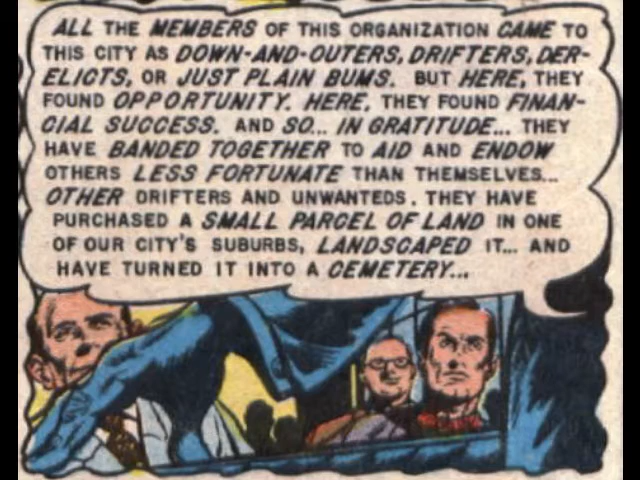 ALL THE MEMBERS OF THIS ORGANIZATION CAME TO
THIS CITY AS DOWN-AND-OUTERS, DRIFTERS, DER-
ELICTS, OR JUST PLAIN BUMS. BUT HERE, THEY
FOUND OPPORTUNITY. HERE, THEY FOUND FINAN-
CIAL SUCCESS. AND SO... IN GRATITUDE... THEY
HAVE BANDED TOGETHER TO AID AND ENDOW
OTHERS LESS FORTUNATE THAN THEMSELVES...
OTHER DRIFTERS AND UNWANTEDS. THEY HAVE
PURCHASED A SMALL PARCEL OF LAND IN ONE
OF OUR CITY'S SUBURBS, LANDSCAPED IT... AND
HAVE TURNED IT INTO A CEMETERY...